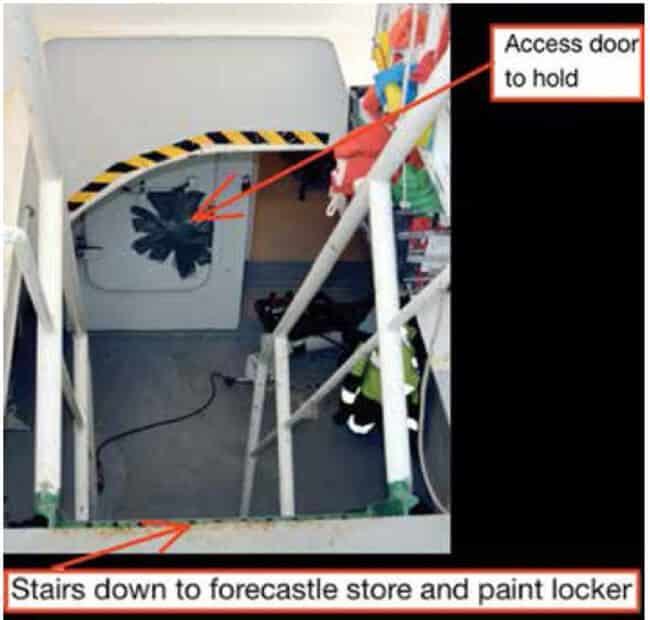 Access door
to hold
Stairs down to forecastle store and paint locker